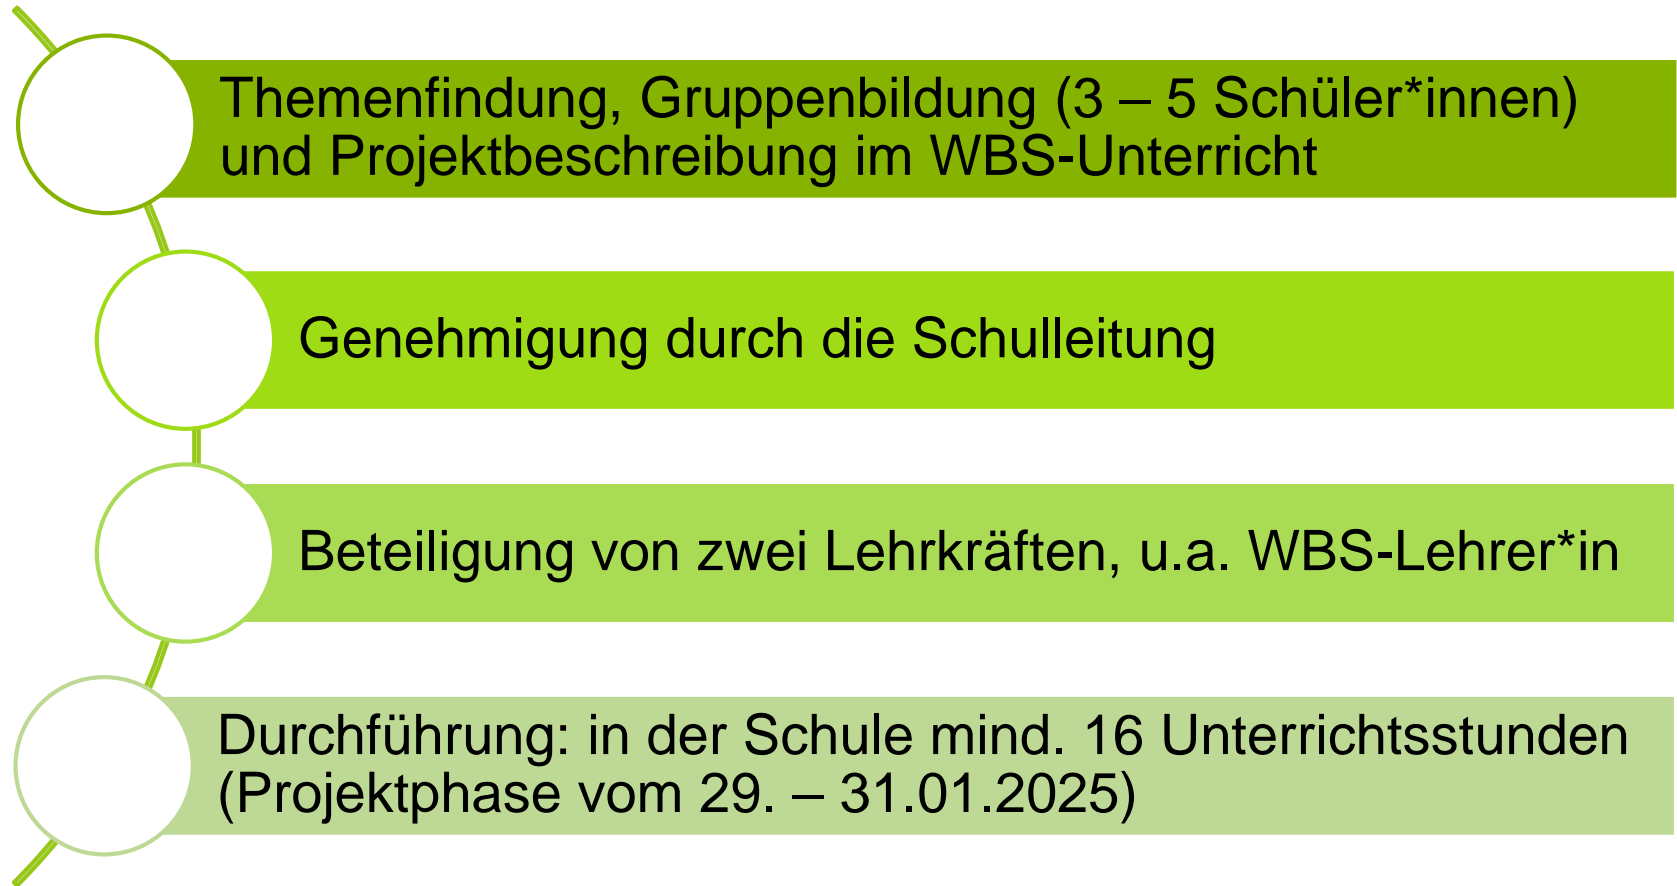 Themenfindung, Gruppenbildung (3 – 5 Schüler*innen)
und Projektbeschreibung im WBS-Unterricht
Genehmigung durch die Schulleitung
Beteiligung von zwei Lehrkräften, u.a. WBS-Lehrer*in
Durchführung: in der Schule mind. 16 Unterrichtsstunden
(Projektphase vom 29. – 31.01.2025)